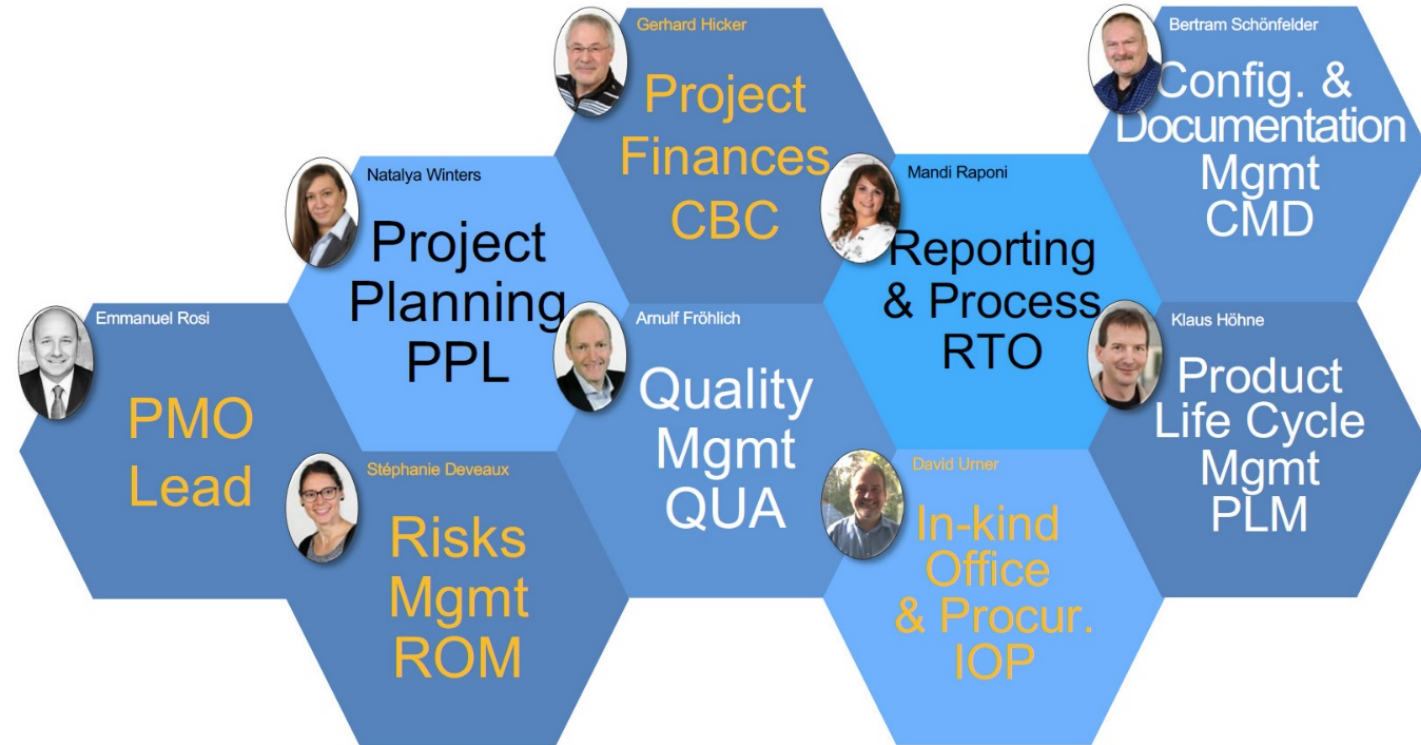 Gerhard Hicker
Project
Finances
CBC
Bertram Schönfelder
Config. &
Documentation
Mgmt
CMD
Natalya Winters
Project
Planning
PPL
Mandi Raponi
Reporting
& Process
RTO
Emmanuel Rosi
PMO
Lead
Arnulf Fröhlich
Quality
Mgmt
QUA
Klaus Höhne
Product
Life Cycle
Mgmt
PLM
Stéphanie Deveaux
Risks
Mgmt
ROM
David Urner
In-kind
Office
& Procur.
IOP